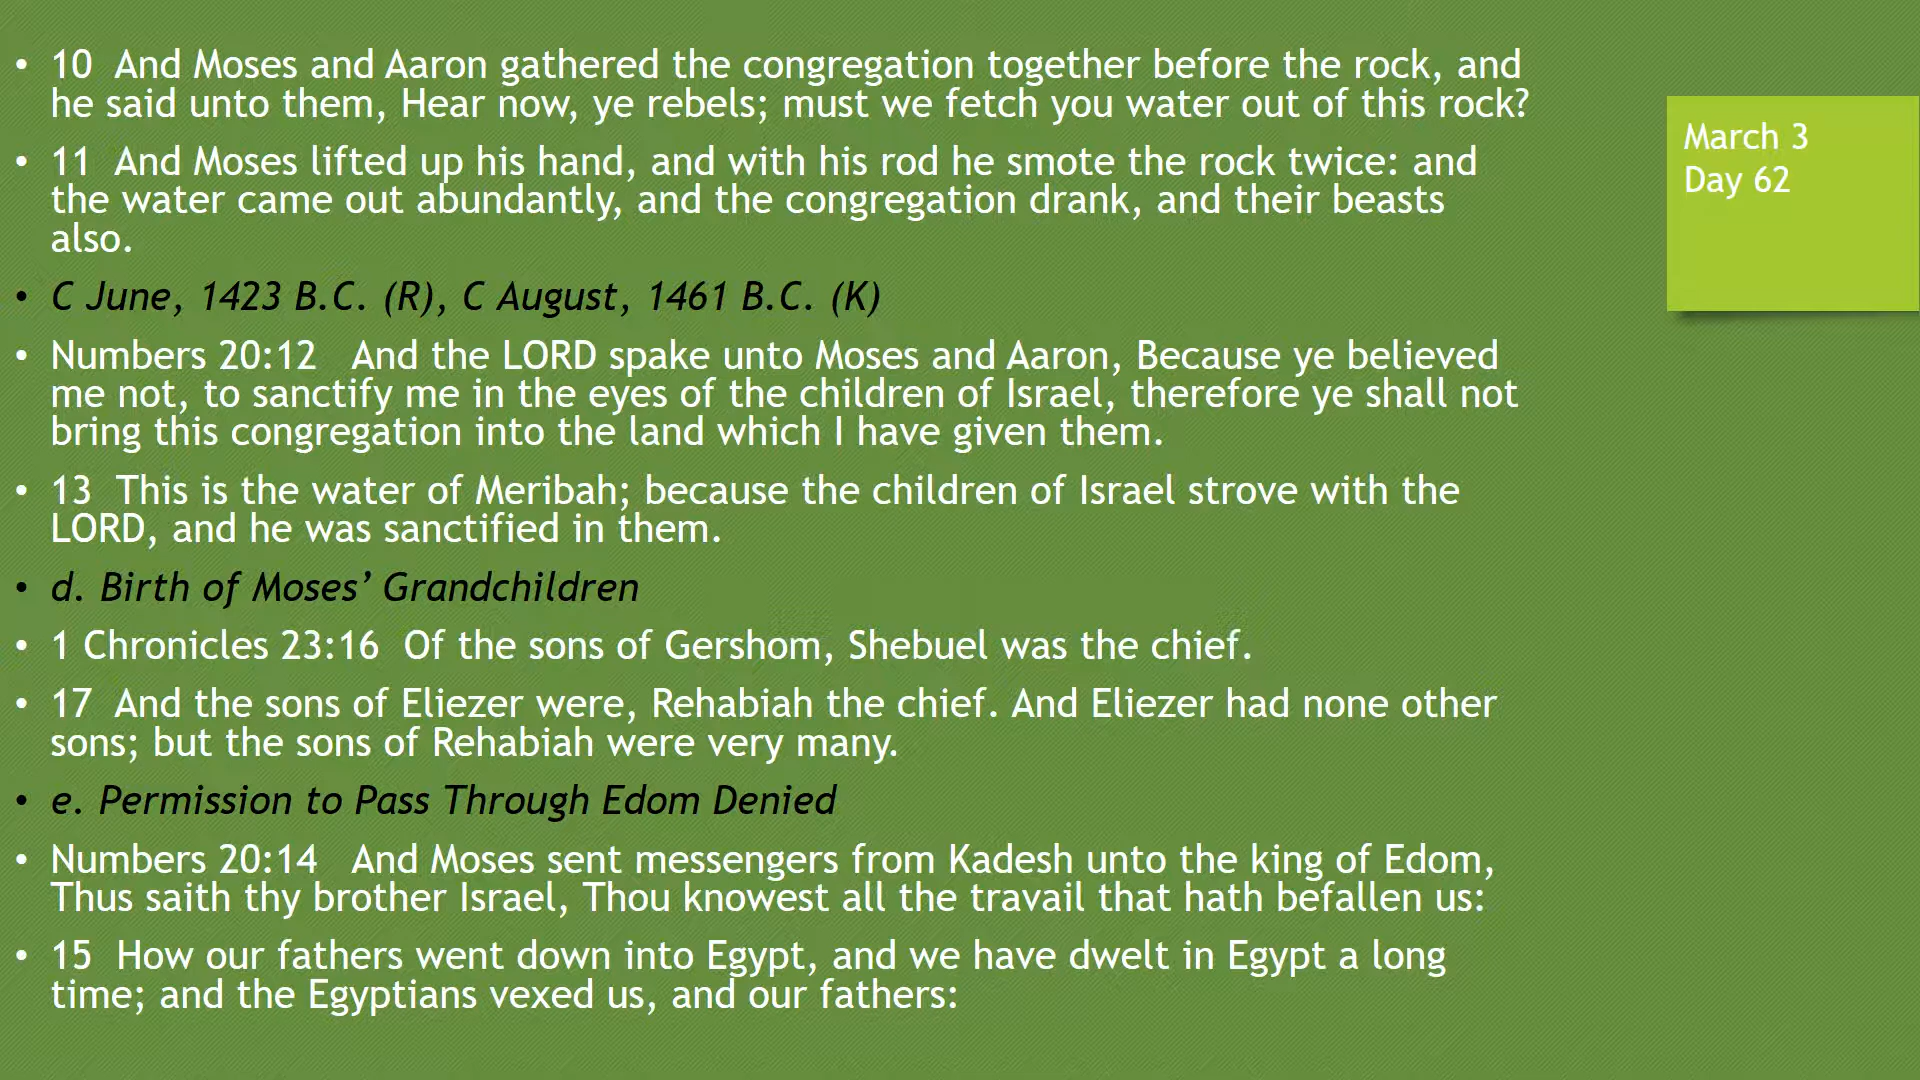 • 10  And Moses and Aaron gathered the congregation together before the rock, and
he said unto them, Hear now, ye rebels; must we fetch you water out of this rock?
• 11  And Moses lifted up his hand, and with his rod he smote the rock twice: and
the water came out abundantly, and the congregation drank, and their beasts
also.
• C June, 1423 B.C. (R), C August, 1461 B.C. (K)
• Numbers 20:12   And the LORD spake unto Moses and Aaron, Because ye believed
me not, to sanctify me in the eyes of the children of Israel, therefore ye shall not
bring this congregation into the land which I have given them.
• 13  This is the water of Meribah; because the children of Israel strove with the
LORD, and he was sanctified in them.
• d. Birth of Moses’ Grandchildren
• 1 Chronicles 23:16  Of the sons of Gershom, Shebuel was the chief.
• 17  And the sons of Eliezer were, Rehabiah the chief. And Eliezer had none other
sons; but the sons of Rehabiah were very many.
• e. Permission to Pass Through Edom Denied
• Numbers 20:14   And Moses sent messengers from Kadesh unto the king of Edom,
Thus saith thy brother Israel, Thou knowest all the travail that hath befallen us:
• 15  How our fathers went down into Egypt, and we have dwelt in Egypt a long
time; and the Egyptians vexed us, and our fathers:
March 3
Day 62